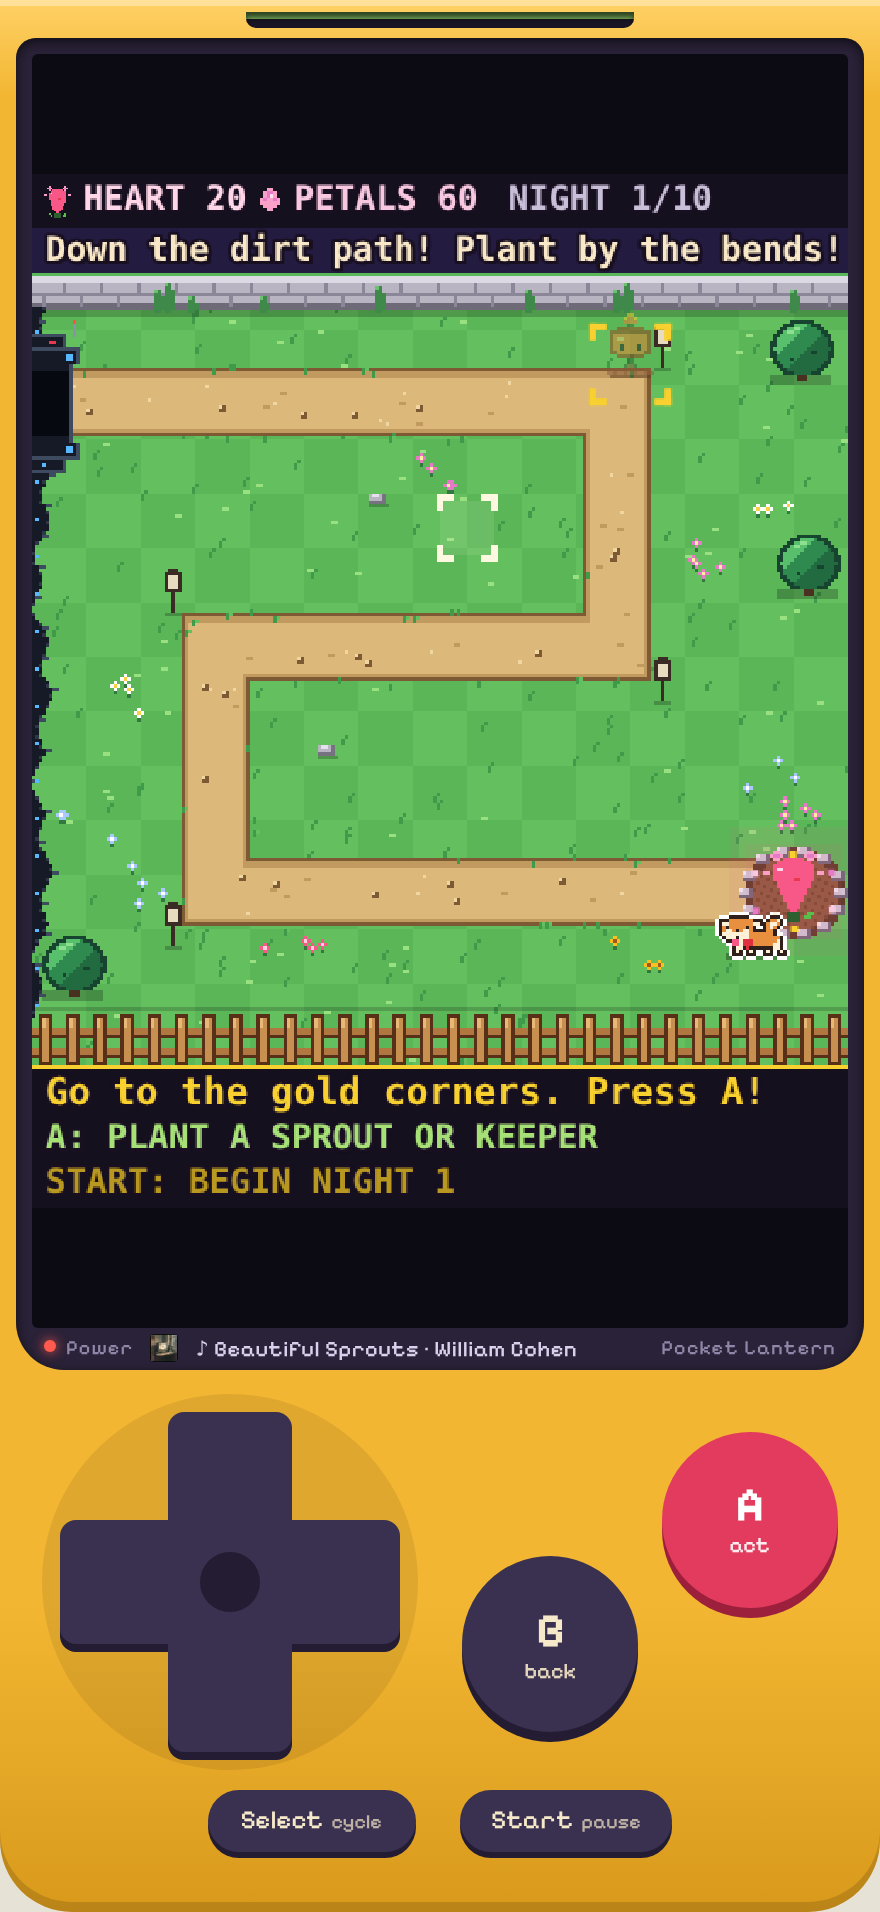 HEART 20 PETALS 60 NIGHT 1/10
Down the dirt path! Plant by the bends!
Go to the gold corners. Press A!
A: PLANT A SPROUT OR KEEPER
START: BEGIN NIGHT 1
Power ♪ Beautiful Sprouts · William Cohen Pocket Lantern
A
act
B
back
Select cycle Start pause